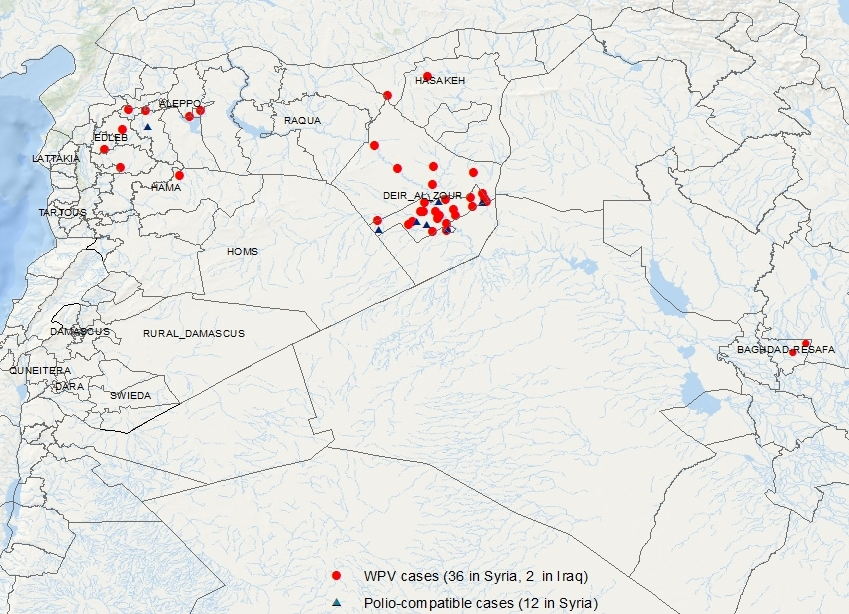 HASAKEH
ALEPPO
RAQUA
EDLEB
LATTAKIA
HAMA
DEIR_AL_ZOUR
TARTOUS
HOMS
DAMASCUS
RURAL_DAMASCUS
BAGHDAD-RESAFA
QUNEITERA
DARA
SWIEDA
WPV cases (36 in Syria, 2 in Iraq)
Polio-compatible cases (12 in Syria)